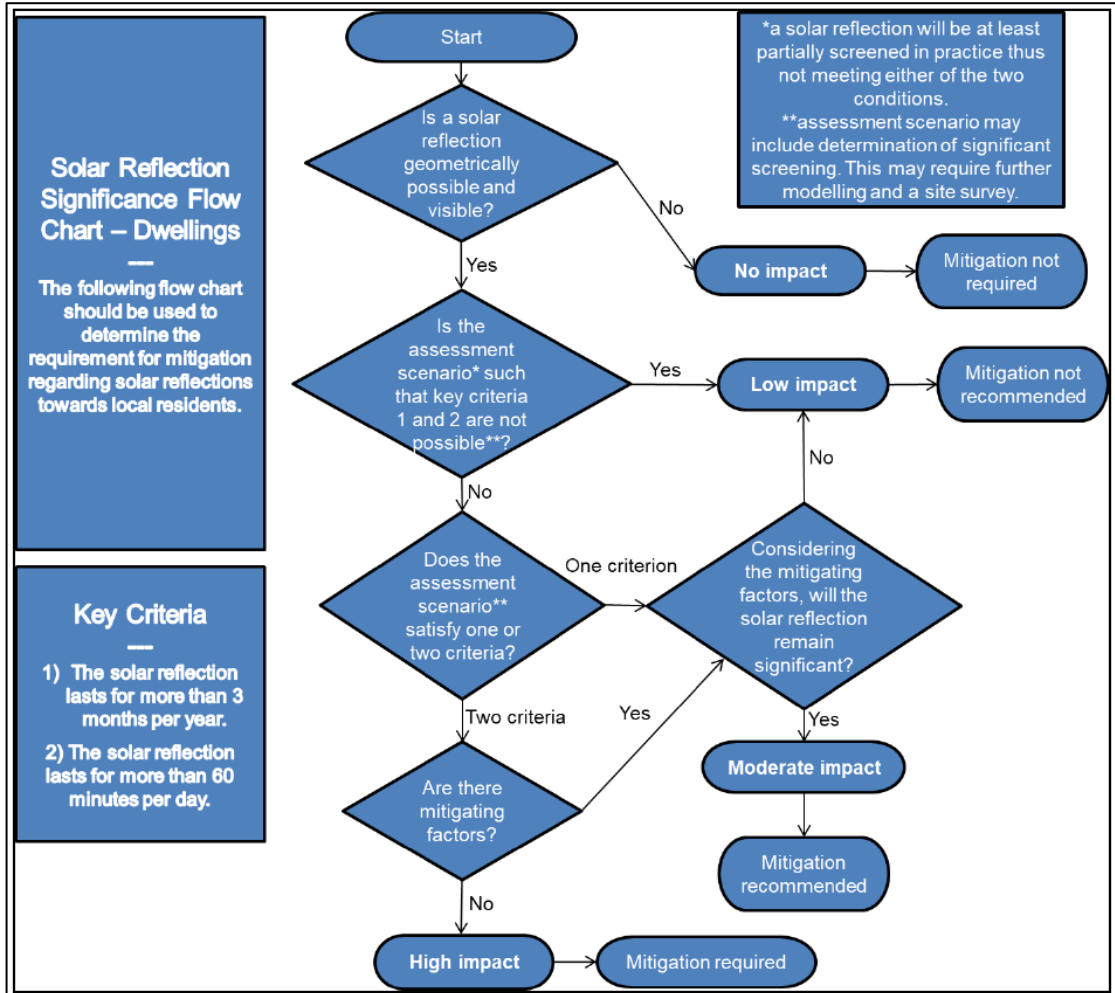 Solar Reflection
Significance Flow
Chart – Dwellings
---
The following flow chart
should be used to
determine the
requirement for mitigation
regarding solar reflections
towards local residents.
Key Criteria
---
1) The solar reflection
lasts for more than 3
months per year.
2) The solar reflection
lasts for more than 60
minutes per day.
Start
*a solar reflection will be at least
partially screened in practice thus
not meeting either of the two
conditions.
**assessment scenario may
include determination of significant
screening. This may require further
modelling and a site survey.
Is a solar
reflection
geometrically
possible and
visible?
No
No impact
Mitigation not
required
Yes
Is the
assessment
scenario* such
that key criteria
1 and 2 are not
possible**?
Yes
Low impact
Mitigation not
recommended
No
No
Does the
assessment
scenario**
satisfy one or
two criteria?
One criterion
Considering
the mitigating
factors, will the
solar reflection
remain
significant?
Two criteria
Yes
Yes
Are there
mitigating
factors?
Moderate impact
Mitigation
recommended
No
High impact
Mitigation required